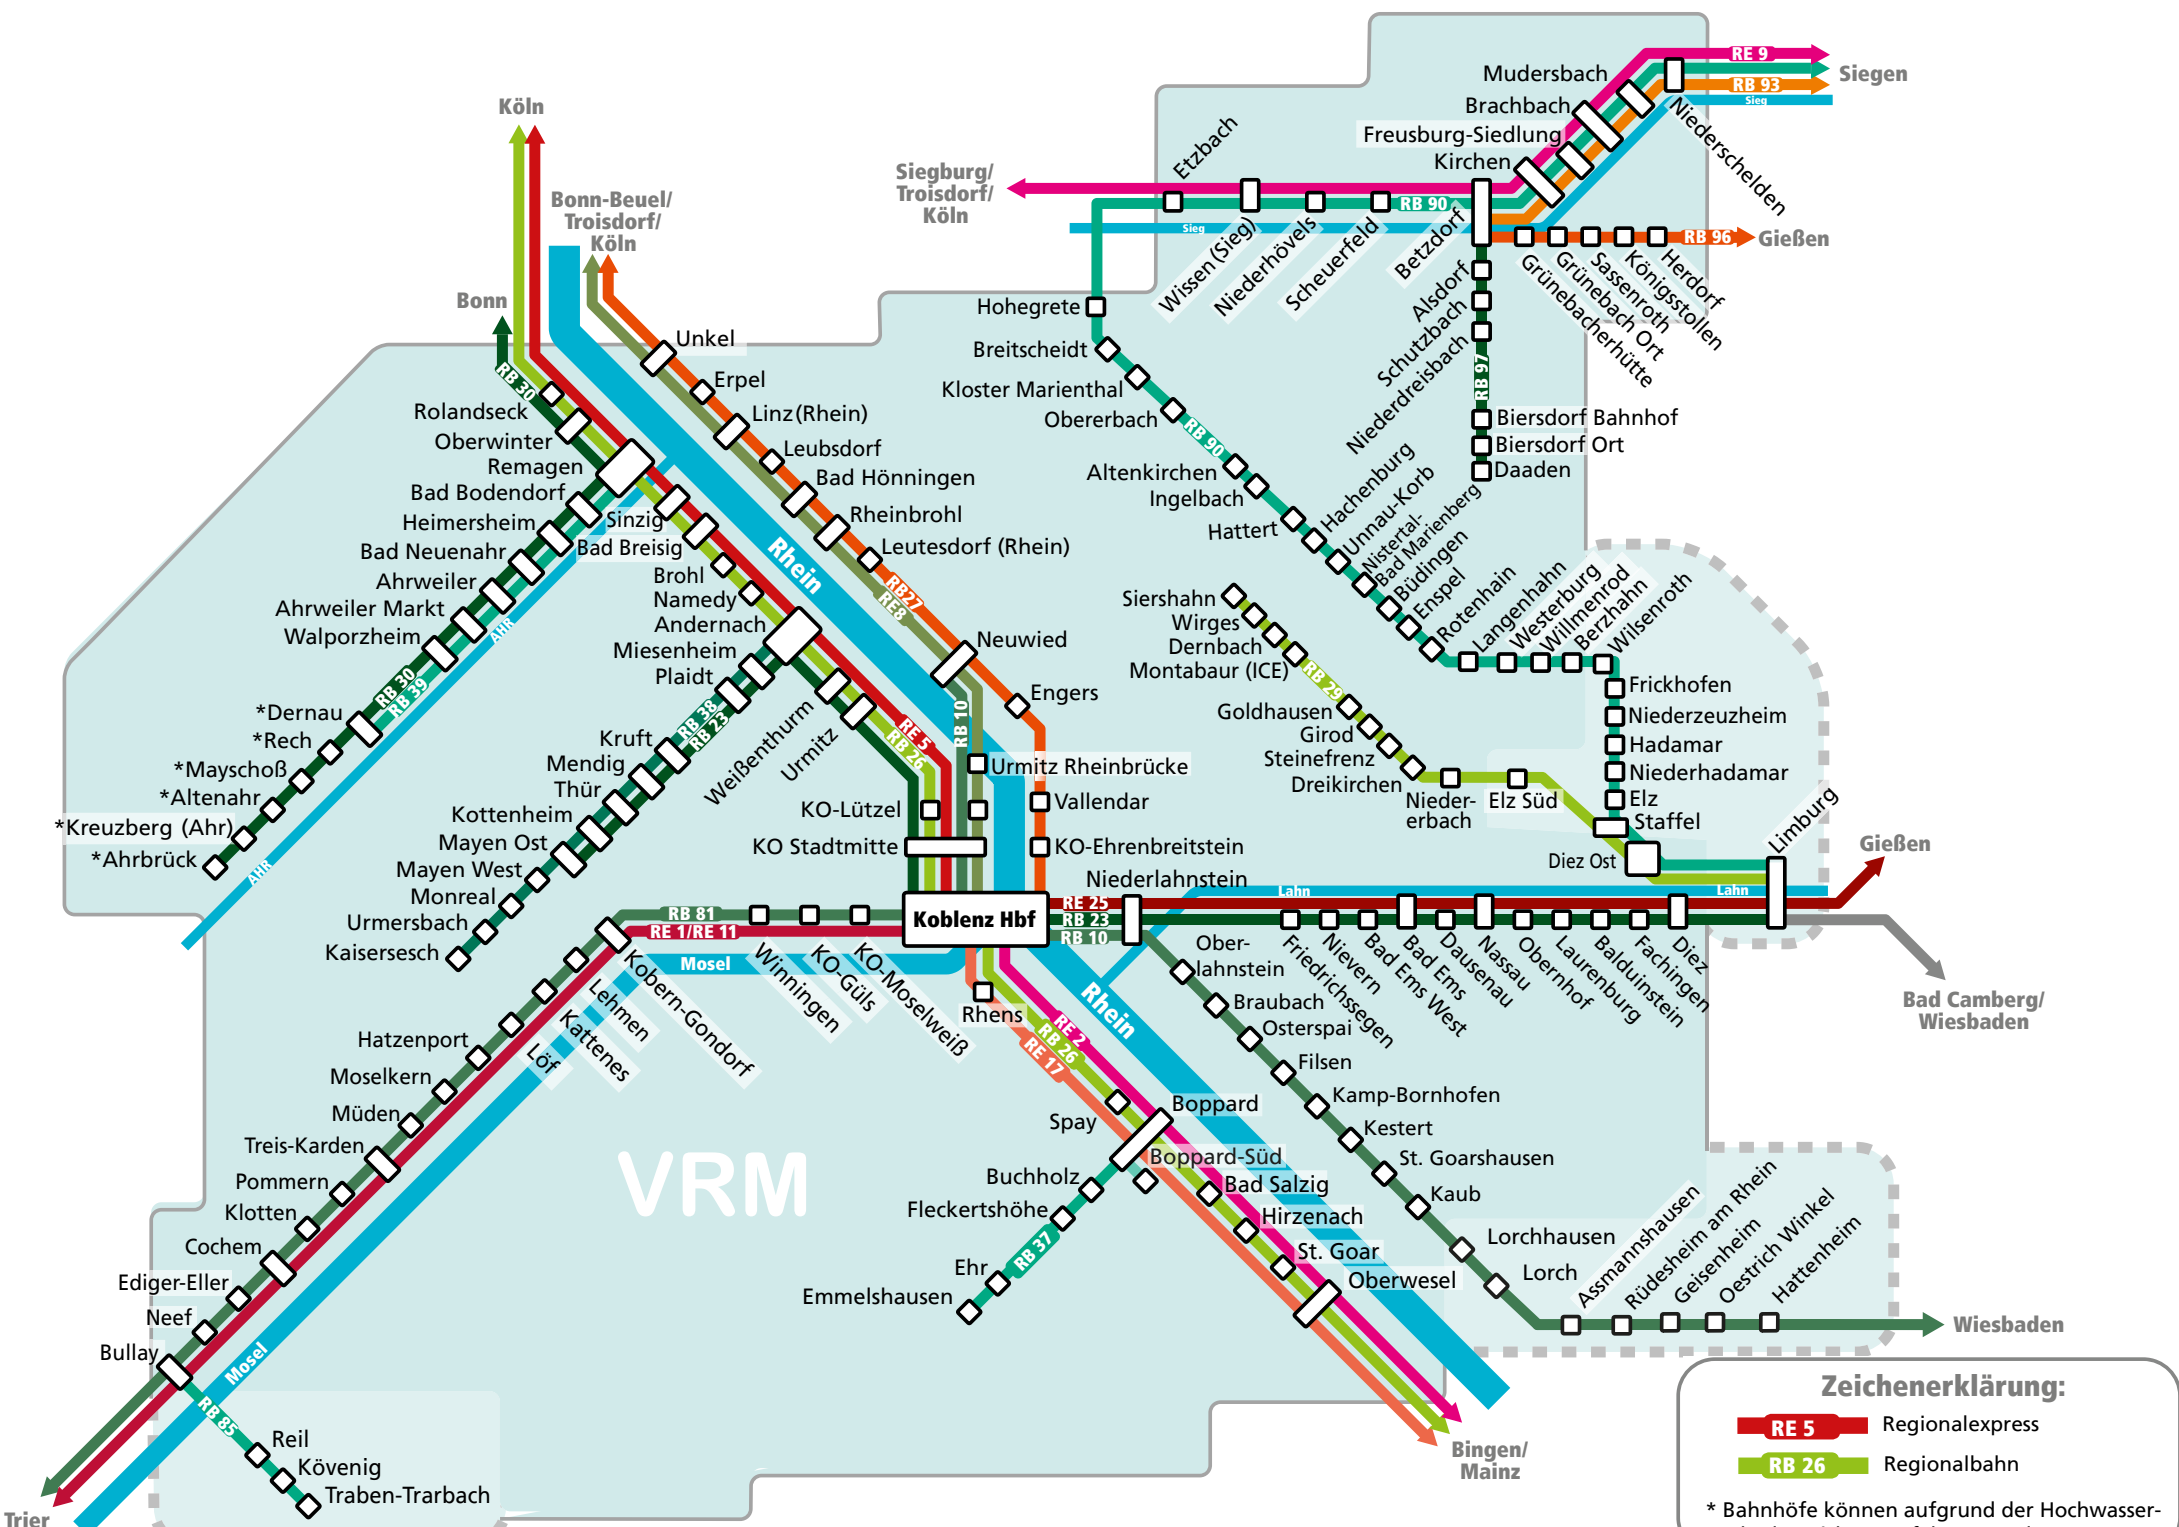 Köln
Bonn-Beuel/
Troisdorf/
Köln
Bonn
Siegburg/
Troisdorf/
Köln
RE 9
RB 93
Sieg
Siegen
Mudersbach
Brachbach
Freusburg-Siedlung
Kirchen
Niederschelden
Etzbach
Wissen (Sieg)
Niederhövels
Scheuerfeld
RB 90
Betzdorf
Sieg
RB 96
Gießen
Grünebacherhütte
Grünebach Ort
Sassenroth
Königsstollen
Herdorf
Alsdorf
Schutzbach
Niederdreisbach
RB 97
Biersdorf Bahnhof
Biersdorf Ort
Daaden
Hohegrete
Breitscheidt
Kloster Marienthal
Obererbach
RB 90
Altenkirchen
Ingelbach
Hattert
Hachenburg
Unnau-Korb
Nistertal-
Bad Marienberg
Büdingen
Enspel
Rotenhain
Langenhahn
Westerburg
Willmenrod
Berzhahn
Wilsenroth
Frickhofen
Niederzeuzheim
Hadamar
Niederhadamar
Elz
Staffel
Diez Ost
Limburg
Siershahn
Wirges
Dernbach
Montabaur (ICE)
RB 29
Goldhausen
Girod
Steinefrenz
Dreikirchen
Nieder-
erbach
Elz Süd
Unkel
Erpel
Linz (Rhein)
Leubsdorf
Bad Hönningen
Rheinbrohl
Leutesdorf (Rhein)
RB27
RE8
Rhein
Neuwied
Engers
RB 10
Urmitz Rheinbrücke
Vallendar
KO-Ehrenbreitstein
RB 30
Rolandseck
Oberwinter
Remagen
Bad Bodendorf
Heimersheim
Bad Neuenahr
Ahrweiler
Ahrweiler Markt
Walporzheim
AHR
RB 30
RB 39
*Dernau
*Rech
*Mayschoß
*Altenahr
*Kreuzberg (Ahr)
*Ahrbrück
AHR
Sinzig
Bad Breisig
Brohl
Namedy
Andernach
Miesenheim
Plaidt
RB 38
RB 23
Kruft
Mendig
Thür
Kottenheim
Mayen Ost
Mayen West
Monreal
Urmersbach
Kaisersesch
Weißenthurm
Urmitz
RE 5
RB 26
KO-Lützel
KO Stadtmitte
Koblenz Hbf
Niederlahnstein
RE 25
RB 23
RB 10
Lahn
Lahn
Gießen
Bad Camberg/
Wiesbaden
Friedrichssegen
Nievern
Bad Ems West
Bad Ems
Dausenau
Nassau
Obernhof
Laurenburg
Balduinstein
Fachingen
Diez
RB 81
RE 1/RE 11
Mosel
Winningen
KO-Güls
KO-Moselweiß
Kobern-Gondorf
Lehmen
Kattenes
Löf
Hatzenport
Moselkern
Müden
Treis-Karden
Pommern
Klotten
Cochem
Ediger-Eller
Neef
Bullay
Mosel
RB 85
Reil
Kövenig
Traben-Trarbach
Trier
VRM
Rhens
RE 2
RB 26
RE 17
Rhein
Spay
Boppard
Boppard-Süd
Buchholz
Fleckertshöhe
RB 37
Ehr
Emmelshausen
Bad Salzig
Hirzenach
St. Goar
Oberwesel
Bingen/
Mainz
Ober-
lahnstein
Braubach
Osterspai
Filsen
Kamp-Bornhofen
Kestert
St. Goarshausen
Kaub
Lorchhausen
Lorch
Assmannshausen
Rüdesheim am Rhein
Geisenheim
Oestrich Winkel
Hattenheim
Wiesbaden
Zeichenerklärung:
RE 5 Regionalexpress
RB 26 Regionalbahn
* Bahnhöfe können aufgrund der Hochwasser-